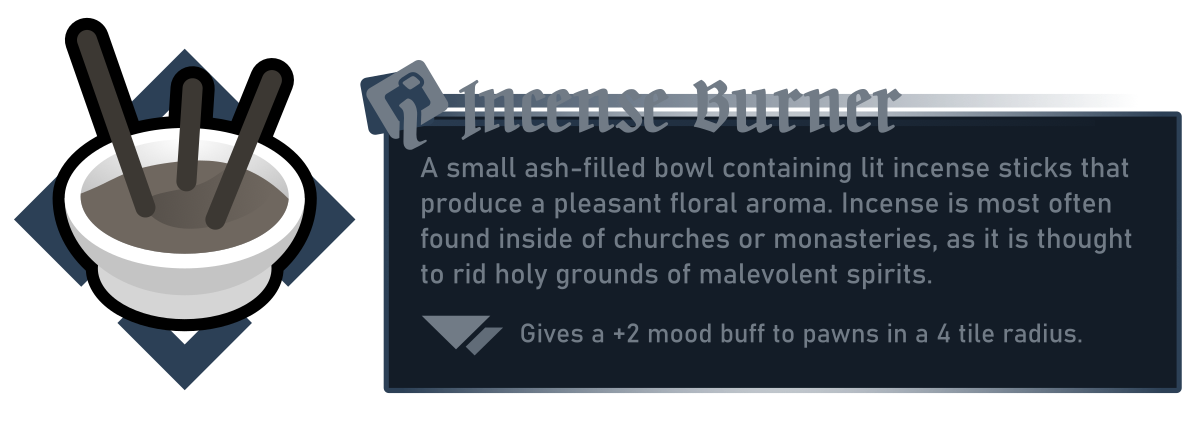 Incense Burner
A small ash-filled bowl containing lit incense sticks that
produce a pleasant floral aroma. Incense is most often
found inside of churches or monasteries, as it is thought
to rid holy grounds of malevolent spirits.
Gives a +2 mood buff to pawns in a 4 tile radius.